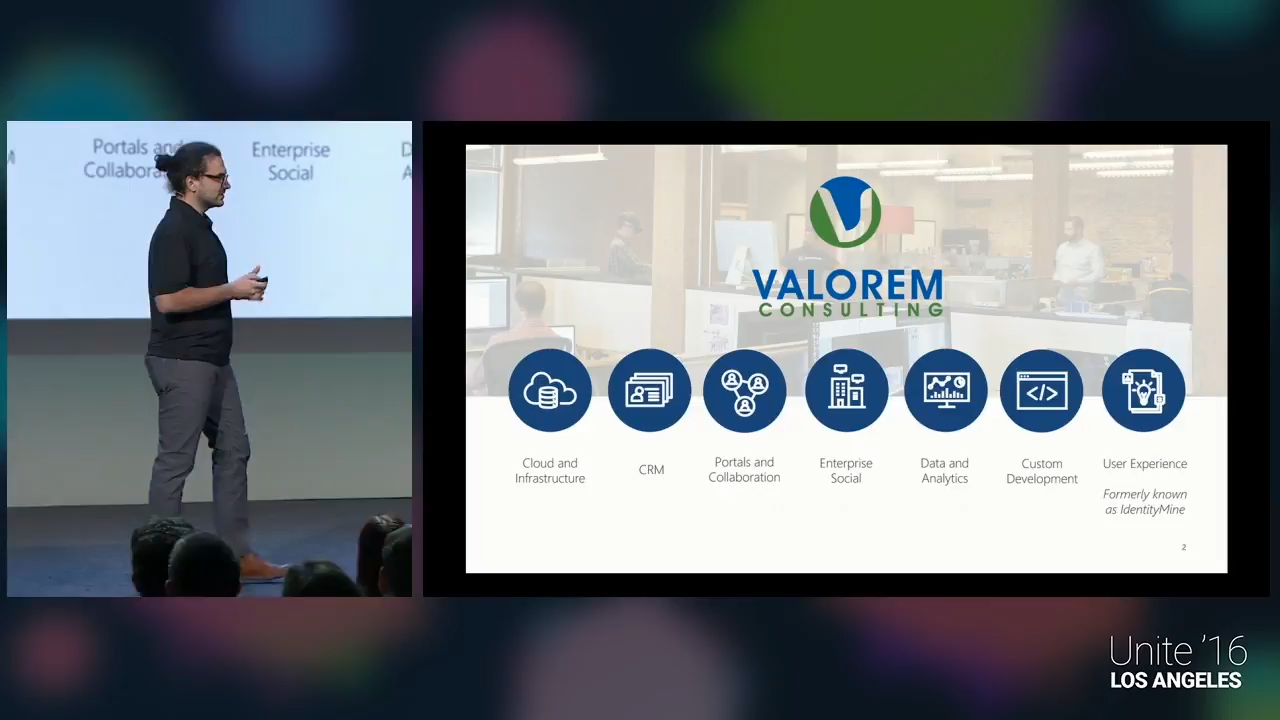 Portals and
Enterprise
Social
VALOREM
CONSULTING
Cloud and
Infrastructure
CRM
Portals and
Collaboration
Enterprise
Social
Data and
Analytics
Custom
Development
User Experience
Formerly known
as IdentityMine
2
Unite '16
LOS ANGELES